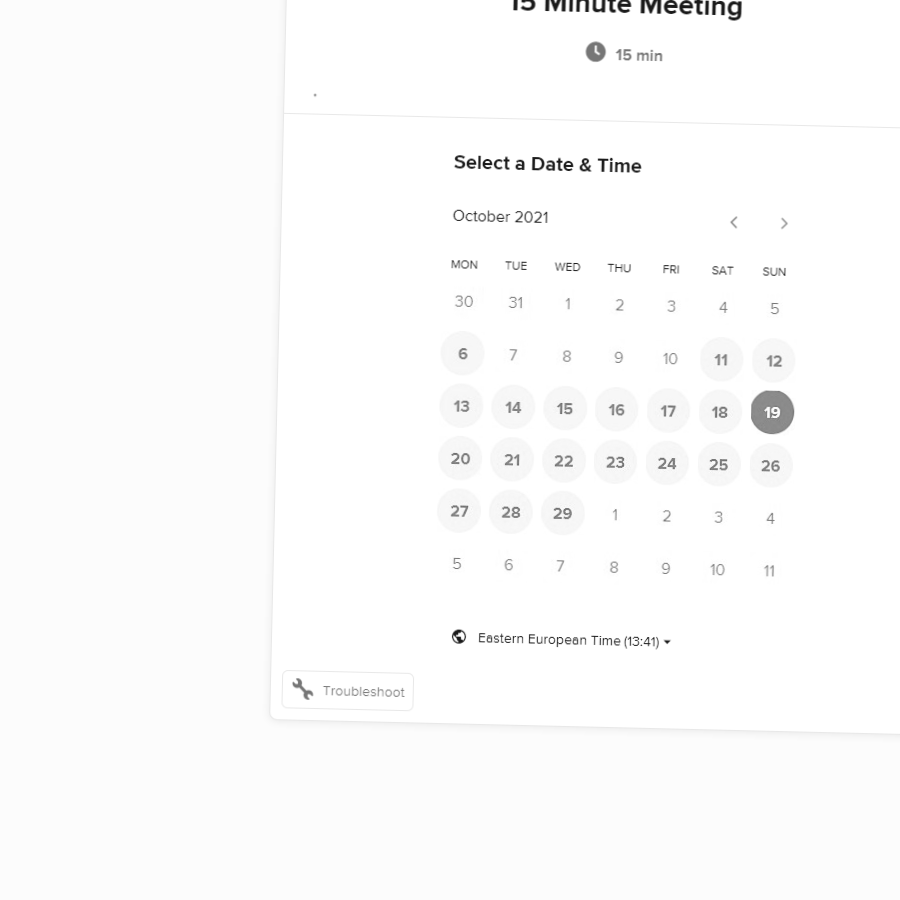 15 Minute Meeting
15 min
Select a Date & Time
October 2021
MON TUE WED THU FRI SAT SUN
30 31 1 2 3 4 5
6 7 8 9 10 11 12
13 14 15 16 17 18 19
20 21 22 23 24 25 26
27 28 29 1 2 3 4
5 6 7 8 9 10 11
Eastern European Time (13:41)
Troubleshoot